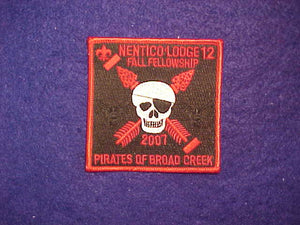 NENTICO LODGE 12
FALL FELLOWSHIP
2007
PIRATES OF BROAD CREEK